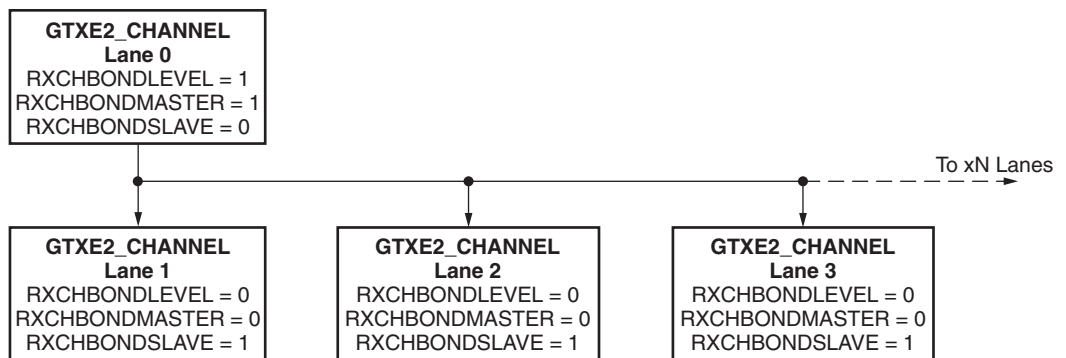 GTXE2_CHANNEL
Lane 0
RXCHBONDLEVEL = 1
RXCHBONDMASTER = 1
RXCHBONDSLAVE = 0
To xN Lanes
GTXE2_CHANNEL
Lane 1
RXCHBONDLEVEL = 0
RXCHBONDMASTER = 0
RXCHBONDSLAVE = 1
GTXE2_CHANNEL
Lane 2
RXCHBONDLEVEL = 0
RXCHBONDMASTER = 0
RXCHBONDSLAVE = 1
GTXE2_CHANNEL
Lane 3
RXCHBONDLEVEL = 0
RXCHBONDMASTER = 0
RXCHBONDSLAVE = 1